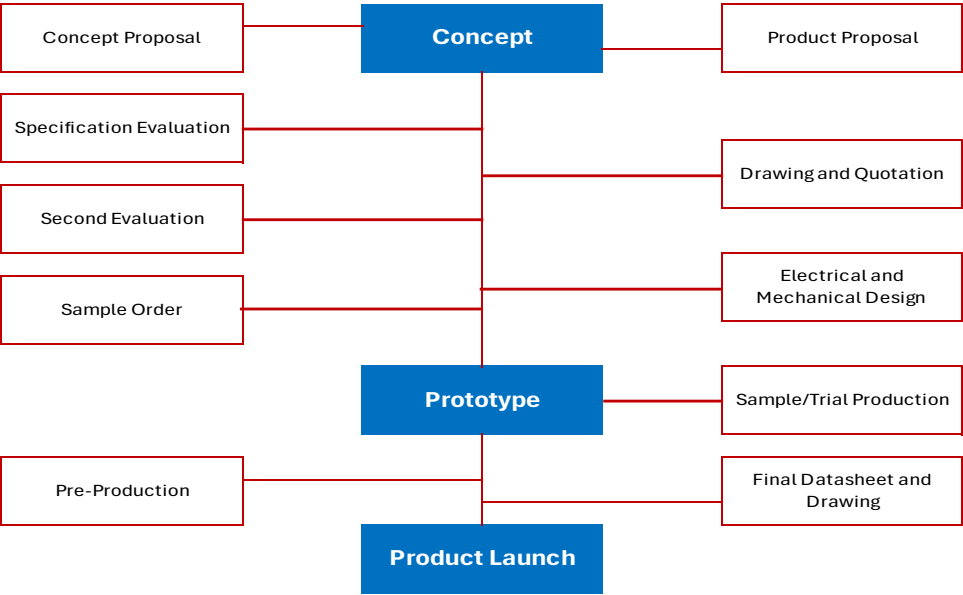 Concept Proposal
Concept
Product Proposal
Specification Evaluation
Drawing and Quotation
Second Evaluation
Electrical and
Mechanical Design
Sample Order
Prototype
Sample/Trial Production
Pre-Production
Final Datasheet and
Drawing
Product Launch